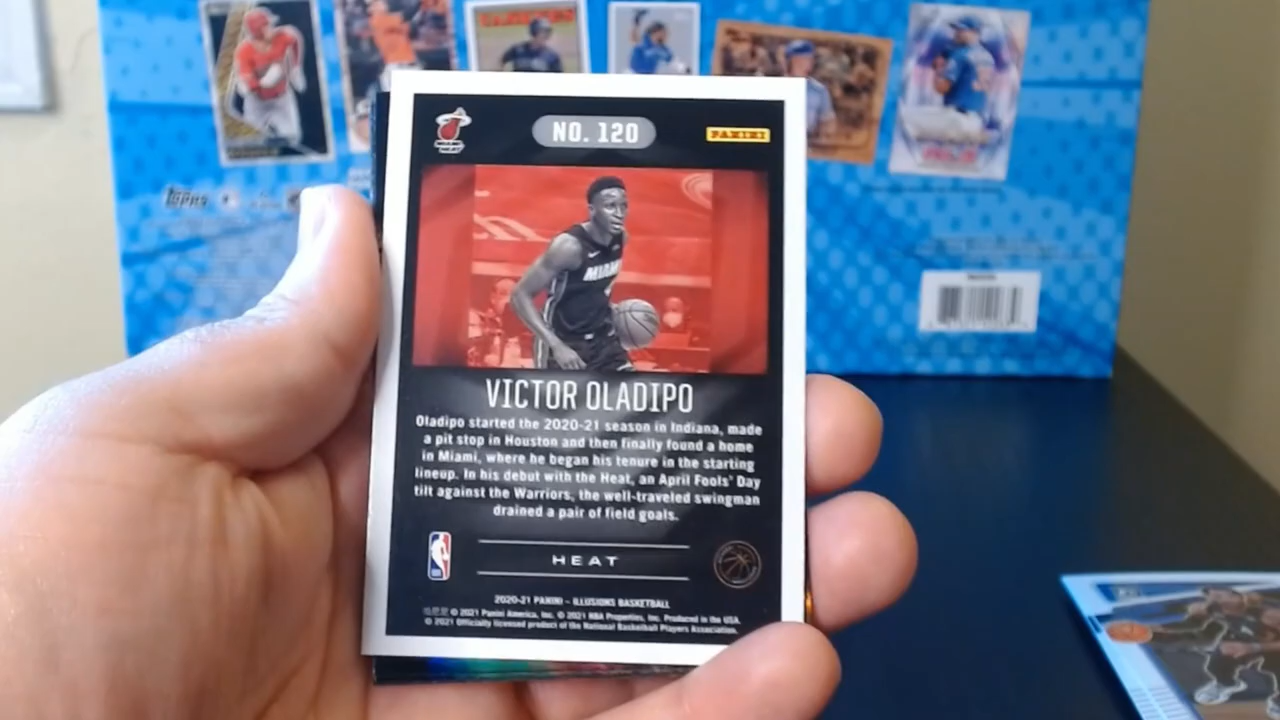 YANKEES
NO. 120
PANINI
HEAT
MIAMI
Topps
VICTOR OLADIPO
Oladipo started the 2020-21 season in Indiana, made
a pit stop in Houston and then finally found a home
in Miami, where he began his tenure in the starting
lineup. In his debut with the Heat, an April Fools' Day
tilt against the Warriors, the well-traveled swingman
drained a pair of field goals.
HEAT
2020-21 PANINI – ILLUSIONS BASKETBALL
© 2021 Panini America, Inc. © 2021 NBA Properties, Inc. Produced in the USA.
© 2021 Officially licensed product of the National Basketball Players Association.